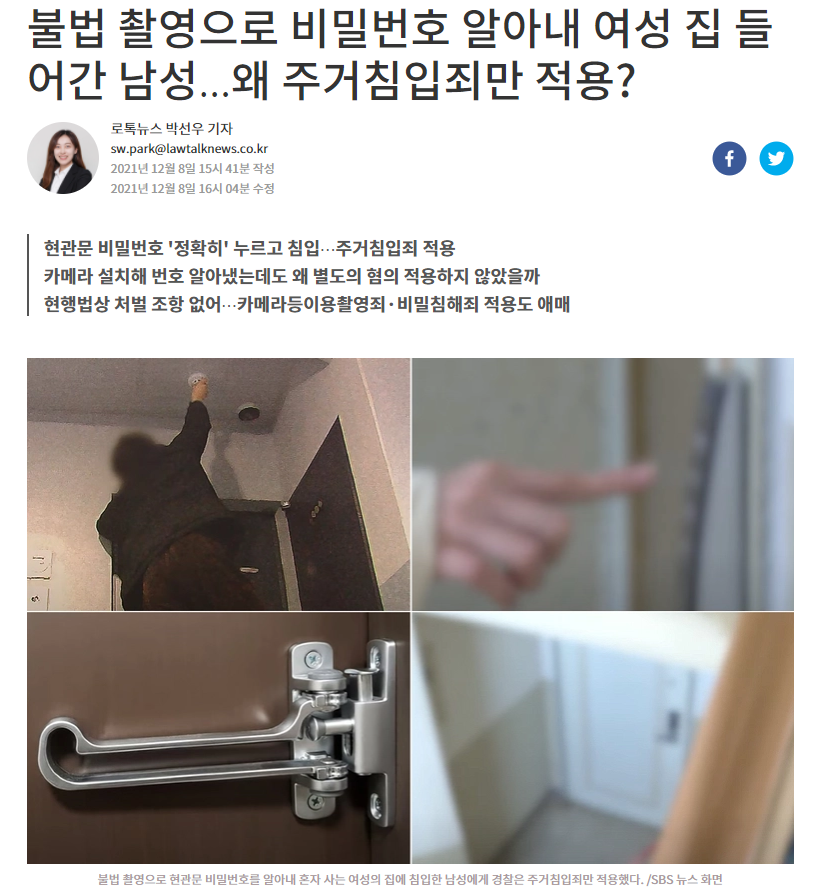 불법 촬영으로 비밀번호 알아내 여성 집 들
어간 남성…왜 주거침입죄만 적용?
로톡뉴스 박선우 기자
sw.park@lawtalknews.co.kr
2021년 12월 8일 15시 41분 작성
2021년 12월 8일 16시 04분 수정
현관문 비밀번호 '정확히' 누르고 침입…주거침입죄 적용
카메라 설치해 번호 알아냈는데도 왜 별도의 혐의 적용하지 않았을까
현행법상 처벌 조항 없어…카메라등이용촬영죄·비밀침해죄 적용도 애매
불법 촬영으로 현관문 비밀번호를 알아내 혼자 사는 여성의 집에 침입한 남성에게 경찰은 주거침입죄만 적용했다. /SBS 뉴스 화면